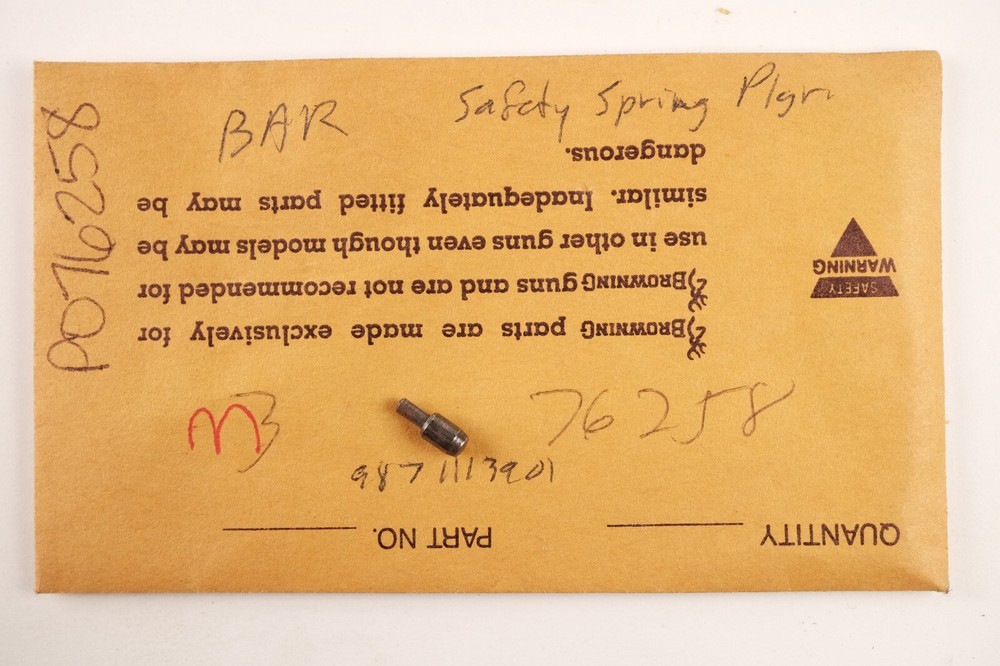 BAR Safety Spring Plgr
P076258
76258
3
9871113901
QUANTITY PART NO.
BROWNING parts are made exclusively for
BROWNING guns and are not recommended for
use in other guns even though models may be
similar. Inadequately fitted parts may be
dangerous.
SAFETY
WARNING